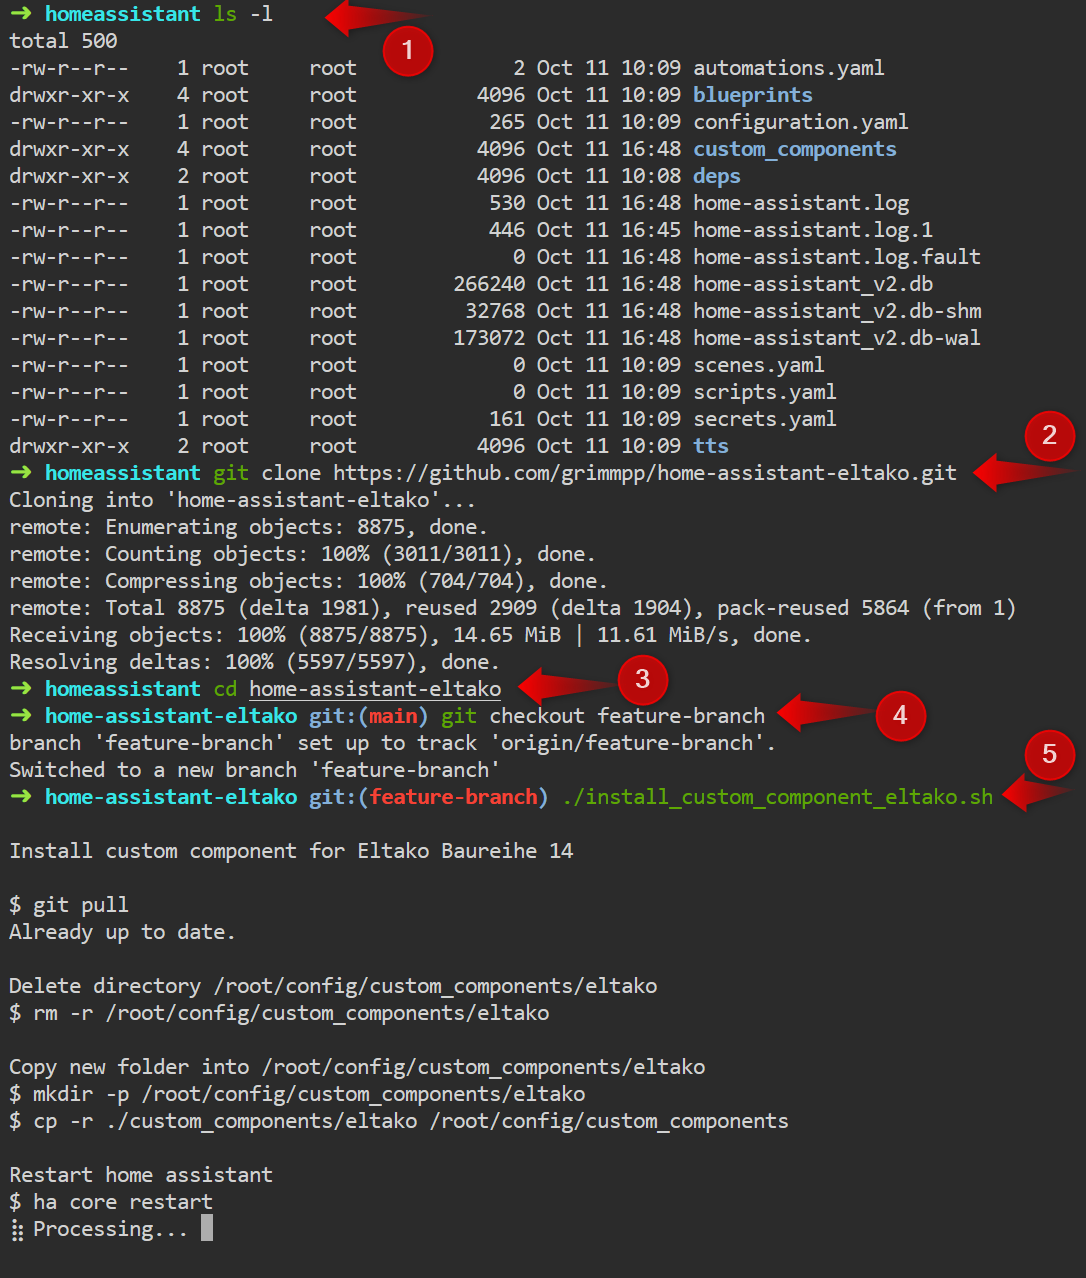 ➜ homeassistant ls -l
1
total 500
-rw-r--r-- 1 root root 2 Oct 11 10:09 automations.yaml
drwxr-xr-x 4 root root 4096 Oct 11 10:09 blueprints
-rw-r--r-- 1 root root 265 Oct 11 10:09 configuration.yaml
drwxr-xr-x 4 root root 4096 Oct 11 16:48 custom_components
drwxr-xr-x 2 root root 4096 Oct 11 10:08 deps
-rw-r--r-- 1 root root 530 Oct 11 16:48 home-assistant.log
-rw-r--r-- 1 root root 446 Oct 11 16:45 home-assistant.log.1
-rw-r--r-- 1 root root 0 Oct 11 16:48 home-assistant.log.fault
-rw-r--r-- 1 root root 266240 Oct 11 16:48 home-assistant_v2.db
-rw-r--r-- 1 root root 32768 Oct 11 16:48 home-assistant_v2.db-shm
-rw-r--r-- 1 root root 173072 Oct 11 16:48 home-assistant_v2.db-wal
-rw-r--r-- 1 root root 0 Oct 11 10:09 scenes.yaml
-rw-r--r-- 1 root root 0 Oct 11 10:09 scripts.yaml
-rw-r--r-- 1 root root 161 Oct 11 10:09 secrets.yaml
drwxr-xr-x 2 root root 4096 Oct 11 10:09 tts
2
➜ homeassistant git clone https://github.com/grimmpp/home-assistant-eltako.git
Cloning into 'home-assistant-eltako'...
remote: Enumerating objects: 8875, done.
remote: Counting objects: 100% (3011/3011), done.
remote: Compressing objects: 100% (704/704), done.
remote: Total 8875 (delta 1981), reused 2909 (delta 1904), pack-reused 5864 (from 1)
Receiving objects: 100% (8875/8875), 14.65 MiB | 11.61 MiB/s, done.
Resolving deltas: 100% (5597/5597), done.
➜ homeassistant cd home-assistant-eltako
3
➜ home-assistant-eltako git:(main) git checkout feature-branch
4
branch 'feature-branch' set up to track 'origin/feature-branch'.
Switched to a new branch 'feature-branch'
5
➜ home-assistant-eltako git:(feature-branch) ./install_custom_component_eltako.sh
Install custom component for Eltako Baureihe 14
$ git pull
Already up to date.
Delete directory /root/config/custom_components/eltako
$ rm -r /root/config/custom_components/eltako
Copy new folder into /root/config/custom_components/eltako
$ mkdir -p /root/config/custom_components/eltako
$ cp -r ./custom_components/eltako /root/config/custom_components
Restart home assistant
$ ha core restart
⣾ Processing...